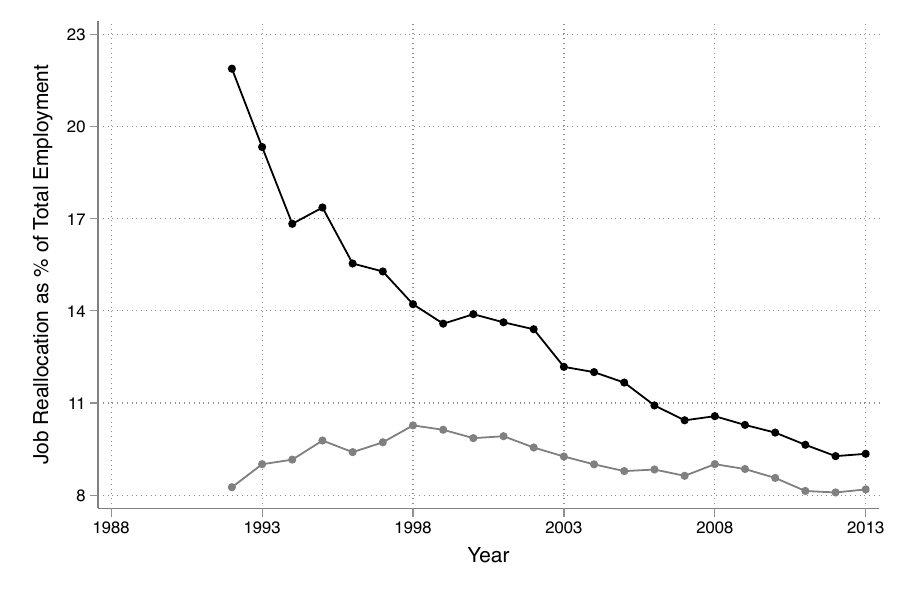 Job Reallocation as % of Total Employment
23
20
17
14
11
8
1988 1993 1998 2003 2008 2013
Year